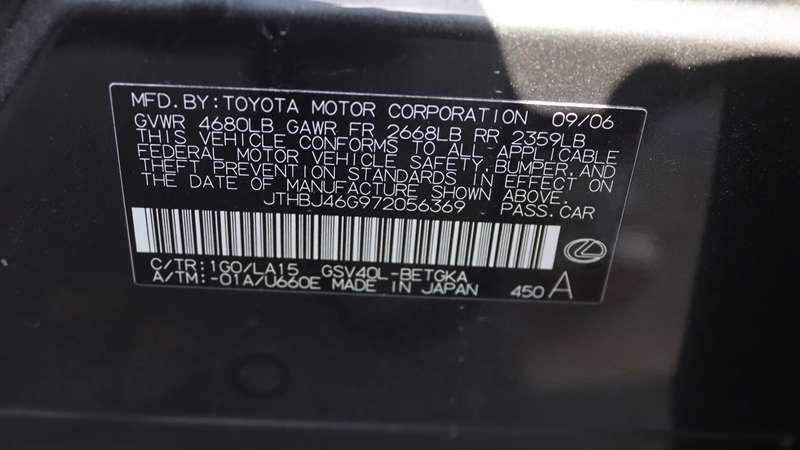 MFD.BY:TOYOTA MOTOR CORPORATION 09/06
GVWR 4680LB GAWR FR 2668LB RR 2359LB
THIS VEHICLE CONFORMS TO ALL APPLICABLE
FEDERAL MOTOR VEHICLE SAFETY,BUMPER,AND
THEFT PREVENTION STANDARDS IN EFFECT ON
THE DATE OF MANUFACTURE SHOWN ABOVE.
JTHBJ46G972056369 PASS.CAR
C/TR:1G0/LA15 GSV40L-BETGKA
A/TM:-01A/U660E MADE IN JAPAN 450 A